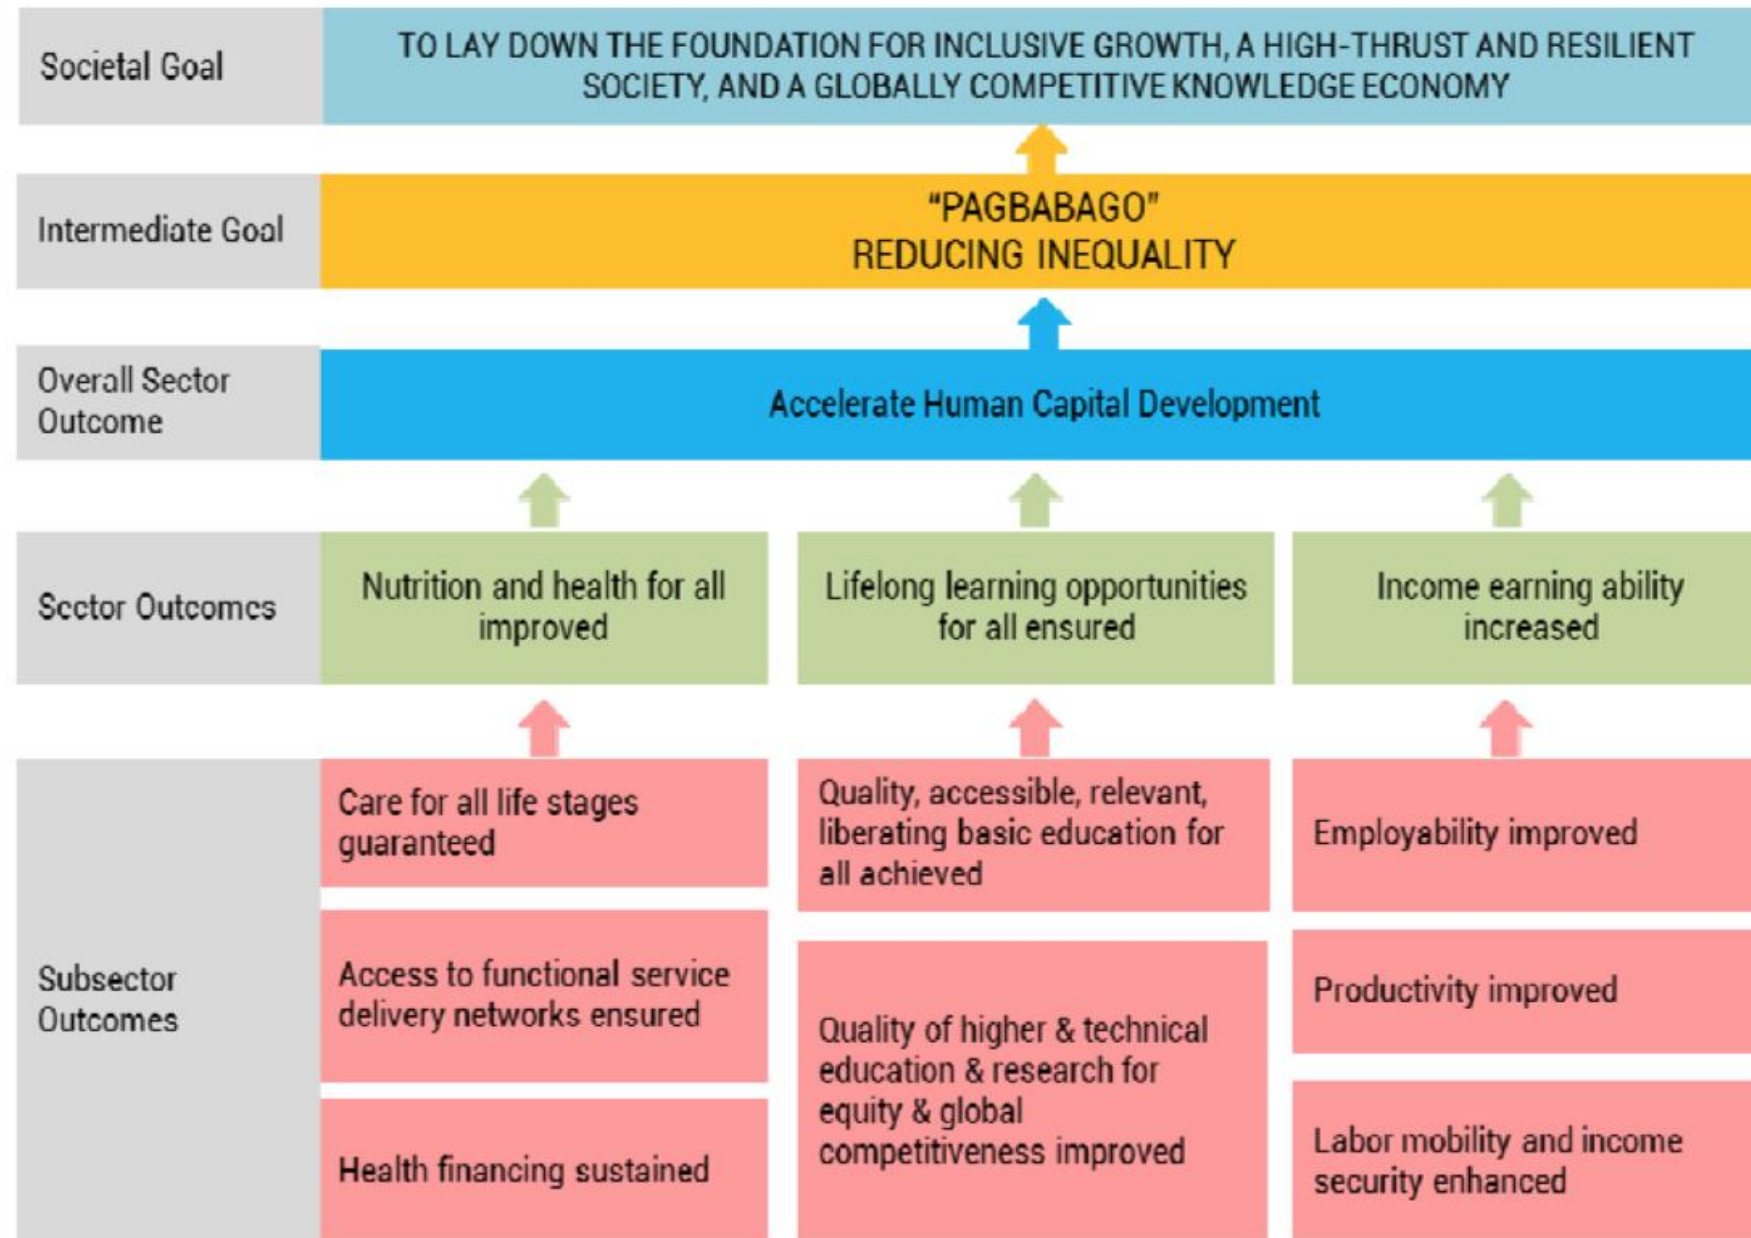 Societal Goal
TO LAY DOWN THE FOUNDATION FOR INCLUSIVE GROWTH, A HIGH-THRUST AND RESILIENT
SOCIETY, AND A GLOBALLY COMPETITIVE KNOWLEDGE ECONOMY
Intermediate Goal
“PAGBABAGO”
REDUCING INEQUALITY
Overall Sector
Outcome
Accelerate Human Capital Development
Sector Outcomes
Nutrition and health for all
improved
Lifelong learning opportunities
for all ensured
Income earning ability
increased
Subsector
Outcomes
Care for all life stages
guaranteed
Access to functional service
delivery networks ensured
Health financing sustained
Quality, accessible, relevant,
liberating basic education for
all achieved
Quality of higher & technical
education & research for
equity & global
competitiveness improved
Employability improved
Productivity improved
Labor mobility and income
security enhanced